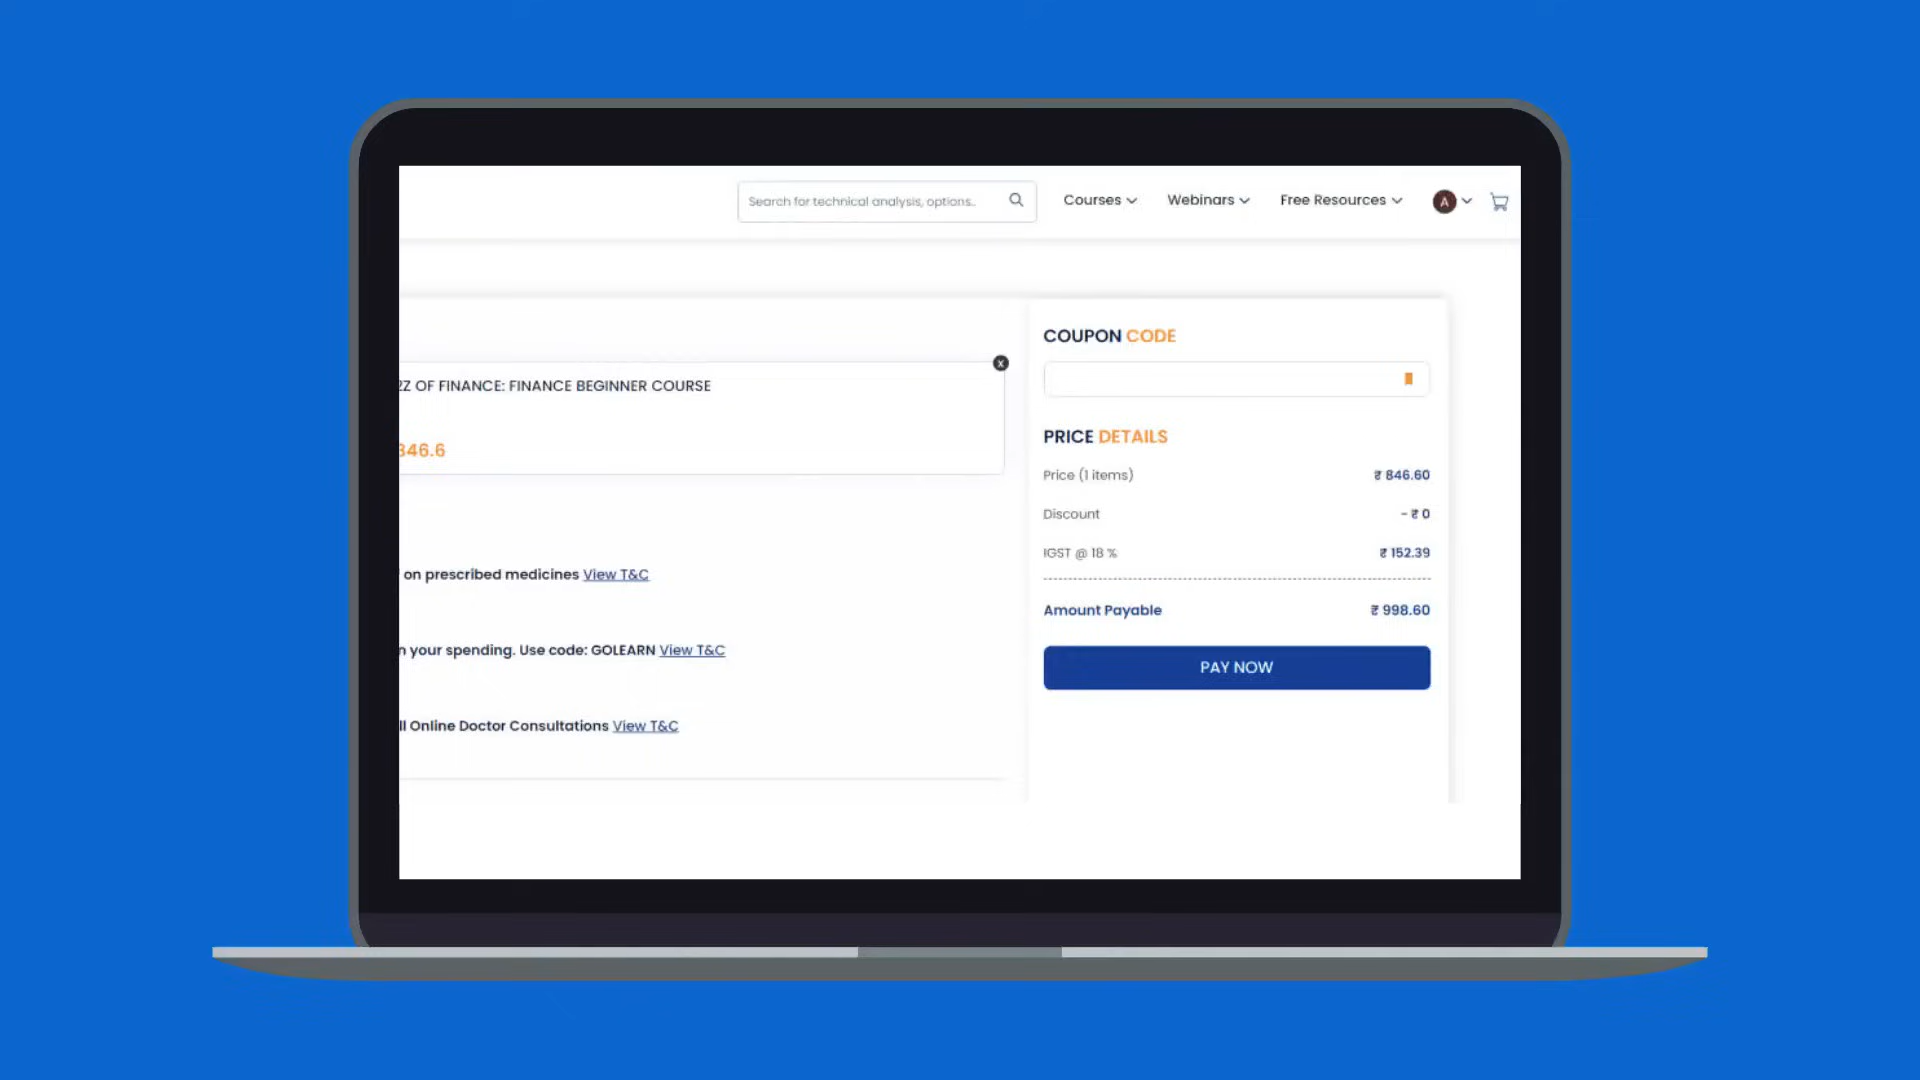 Search for technical analysis, options..
Courses
Webinars
Free Resources
A
COUPON CODE
X
2Z OF FINANCE: FINANCE BEGINNER COURSE
846.6
PRICE DETAILS
Price (1 items)
₹ 846.60
Discount
- ₹ 0
IGST @ 18 %
₹ 152.39
on prescribed medicines View T&C
Amount Payable
₹ 998.60
n your spending. Use code: GOLEARN View T&C
PAY NOW
ll Online Doctor Consultations View T&C